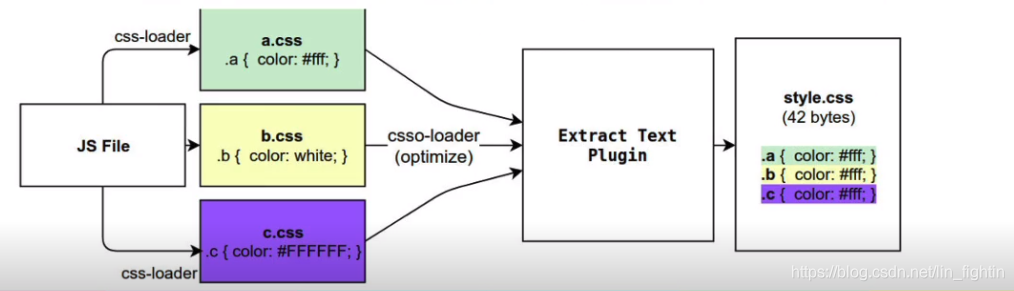 css-loader
a.css
.a { color: #fff; }
JS File
b.css
.b { color: white; }
csso-loader
(optimize)
c.css
.c { color: #FFFFFF; }
css-loader
Extract Text
Plugin
style.css
(42 bytes)
.a { color: #fff; }
.b { color: #fff; }
.c { color: #fff; }
https://blog.csdn.net/lin_fightin